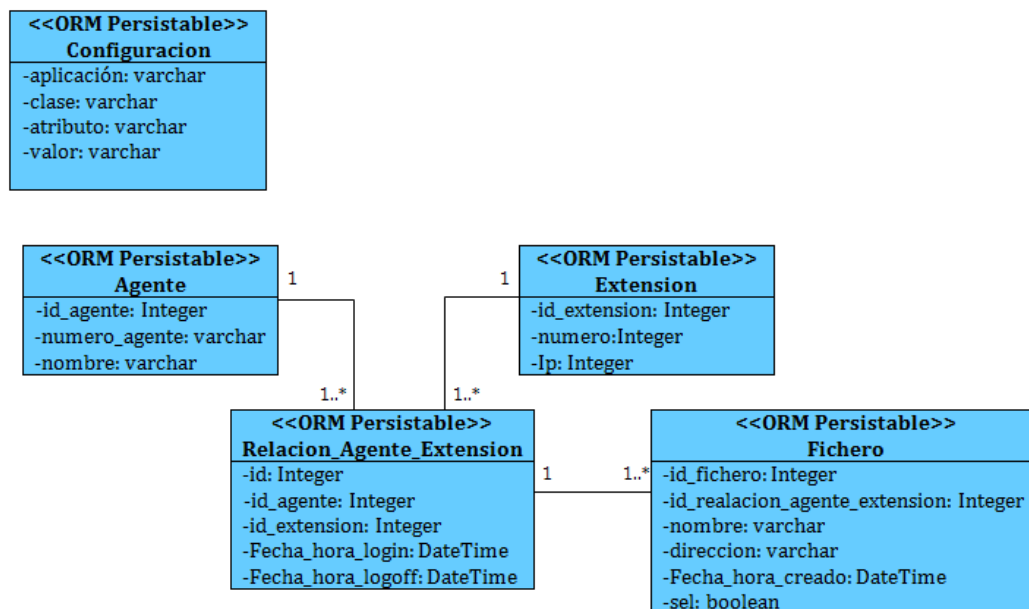 <<ORM Persistable>>
Configuracion
-aplicación: varchar
-clase: varchar
-atributo: varchar
-valor: varchar
<<ORM Persistable>>
Agente
-id_agente: Integer
-numero_agente: varchar
-nombre: varchar
1
1..*
<<ORM Persistable>>
Extension
-id_extension: Integer
-numero:Integer
-Ip: Integer
1
1..*
<<ORM Persistable>>
Relacion_Agente_Extension
-id: Integer
-id_agente: Integer
-id_extension: Integer
-Fecha_hora_login: DateTime
-Fecha_hora_logoff: DateTime
1
1..*
<<ORM Persistable>>
Fichero
-id_fichero: Integer
-id_realacion_agente_extension: Integer
-nombre: varchar
-direccion: varchar
-Fecha_hora_creado: DateTime
-sel: boolean